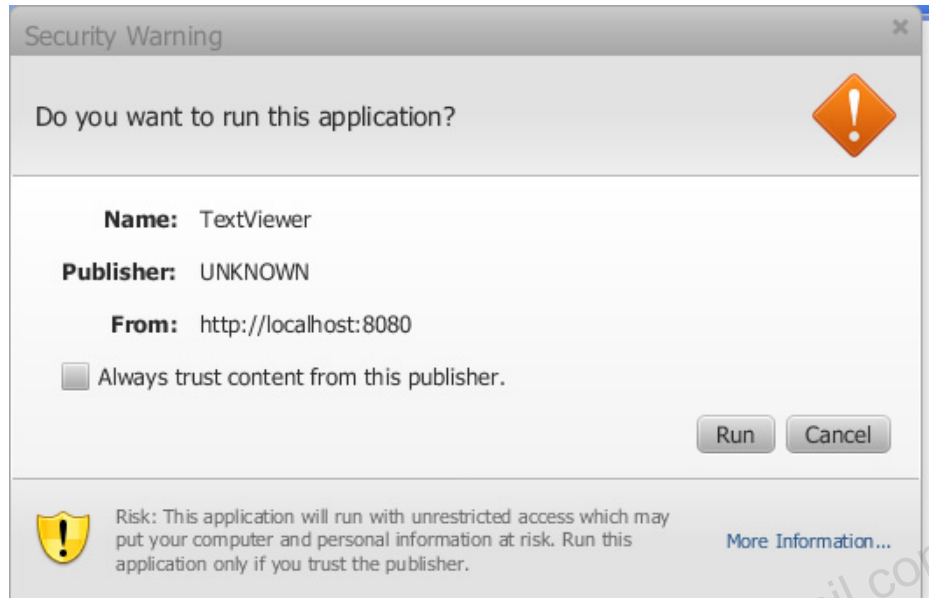 Security Warning
Do you want to run this application?
Name: TextViewer
Publisher: UNKNOWN
From: http://localhost:8080
Always trust content from this publisher.
Run Cancel
Risk: This application will run with unrestricted access which may
put your computer and personal information at risk. Run this
application only if you trust the publisher.
More Information...